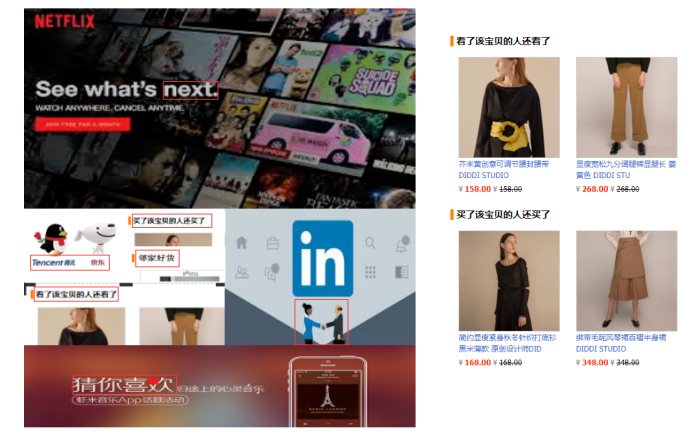 NETFLIX
See what's next.
WATCH ANYWHERE. CANCEL ANYTIME.
JOIN FREE FOR A MONTH
SUICIDE SQUAD
Tencent 腾讯
京东
买了该宝贝的人还买了
邻家好货
看了该宝贝的人还看了
in
猜你喜欢
归途上的心灵音乐
虾米音乐App话题活动
看了该宝贝的人还看了
芥末黄创意可调节腰封腰带
DIDDI STUDIO
¥ 158.00 ¥ 158.00
显瘦宽松九分阔腿裤显腿长 姜
黄色 DIDDI STU
¥ 268.00 ¥ 268.00
买了该宝贝的人还买了
简约显瘦紧身秋冬针织打底衫
黑米薄款 原创设计师DID
¥ 168.00 ¥ 168.00
绑带毛呢风琴裙百褶半身裙
DIDDI STUDIO
¥ 348.00 ¥ 348.00